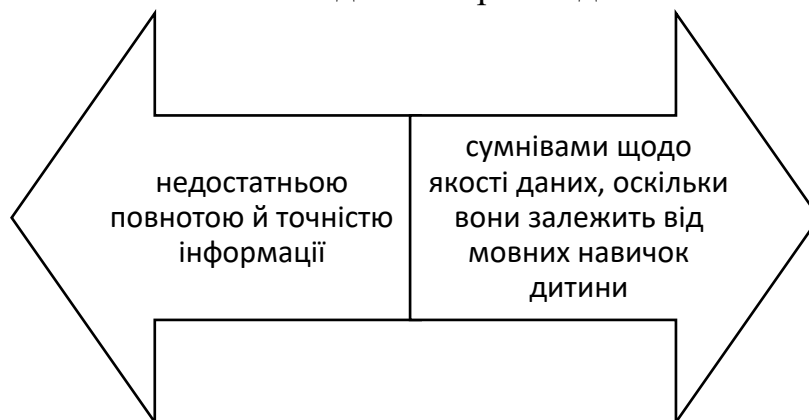 недостатньою
повнотою й точністю
інформації
сумнівами щодо
якості даних, оскільки
вони залежить від
мовних навичок
дитини